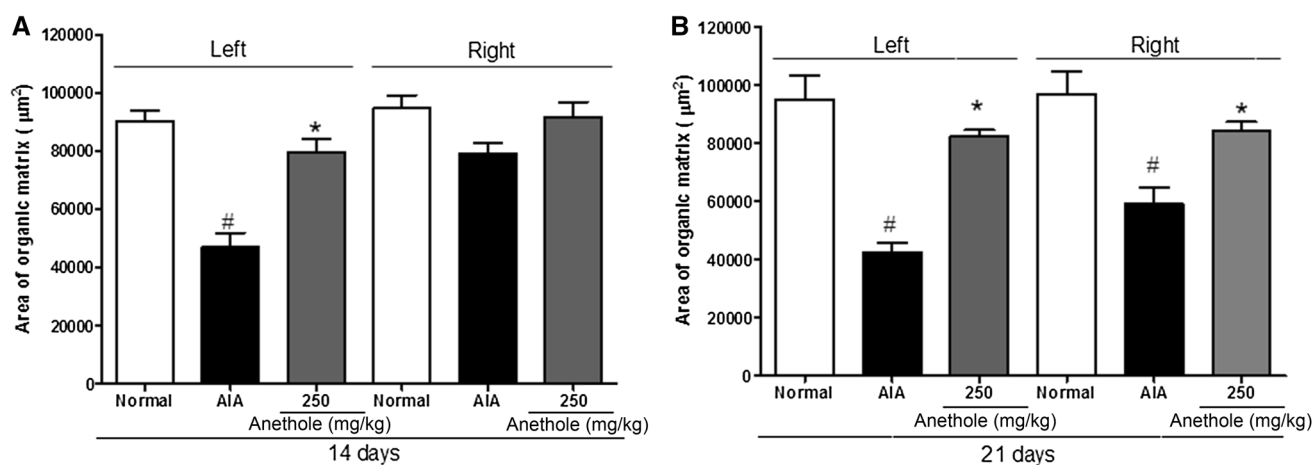 A
Left Right
Area of organic matrix ( µm²)
120000
100000
80000
60000
40000
20000
0
# *
Normal AIA 250 Normal AIA 250
Anethole (mg/kg) Anethole (mg/kg)
14 days
B
Left Right
Area of organic matrix ( µm²)
120000
100000
80000
60000
40000
20000
0
# * # *
Normal AIA 250 Normal AIA 250
Anethole (mg/kg) Anethole (mg/kg)
21 days